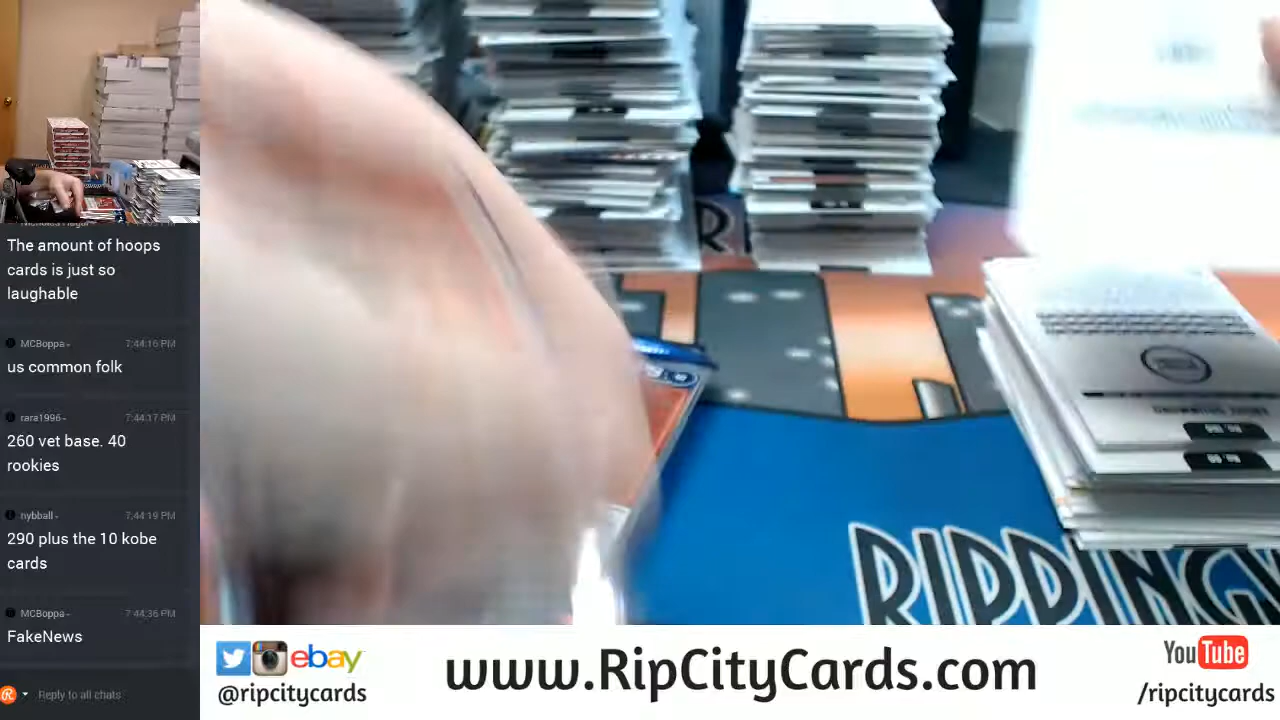 The amount of hoops
cards is just so
laughable
MCBoppa- 7:44:16 PM
us common folk
rara1996- 7:44:17 PM
260 vet base. 40
rookies
nybball- 7:44:19 PM
290 plus the 10 kobe
cards
MCBoppa- 7:44:36 PM
FakeNews
Reply to all chats
RIPPING
ebay
@ripcitycards
www.RipCityCards.com
YouTube
/ripcitycards